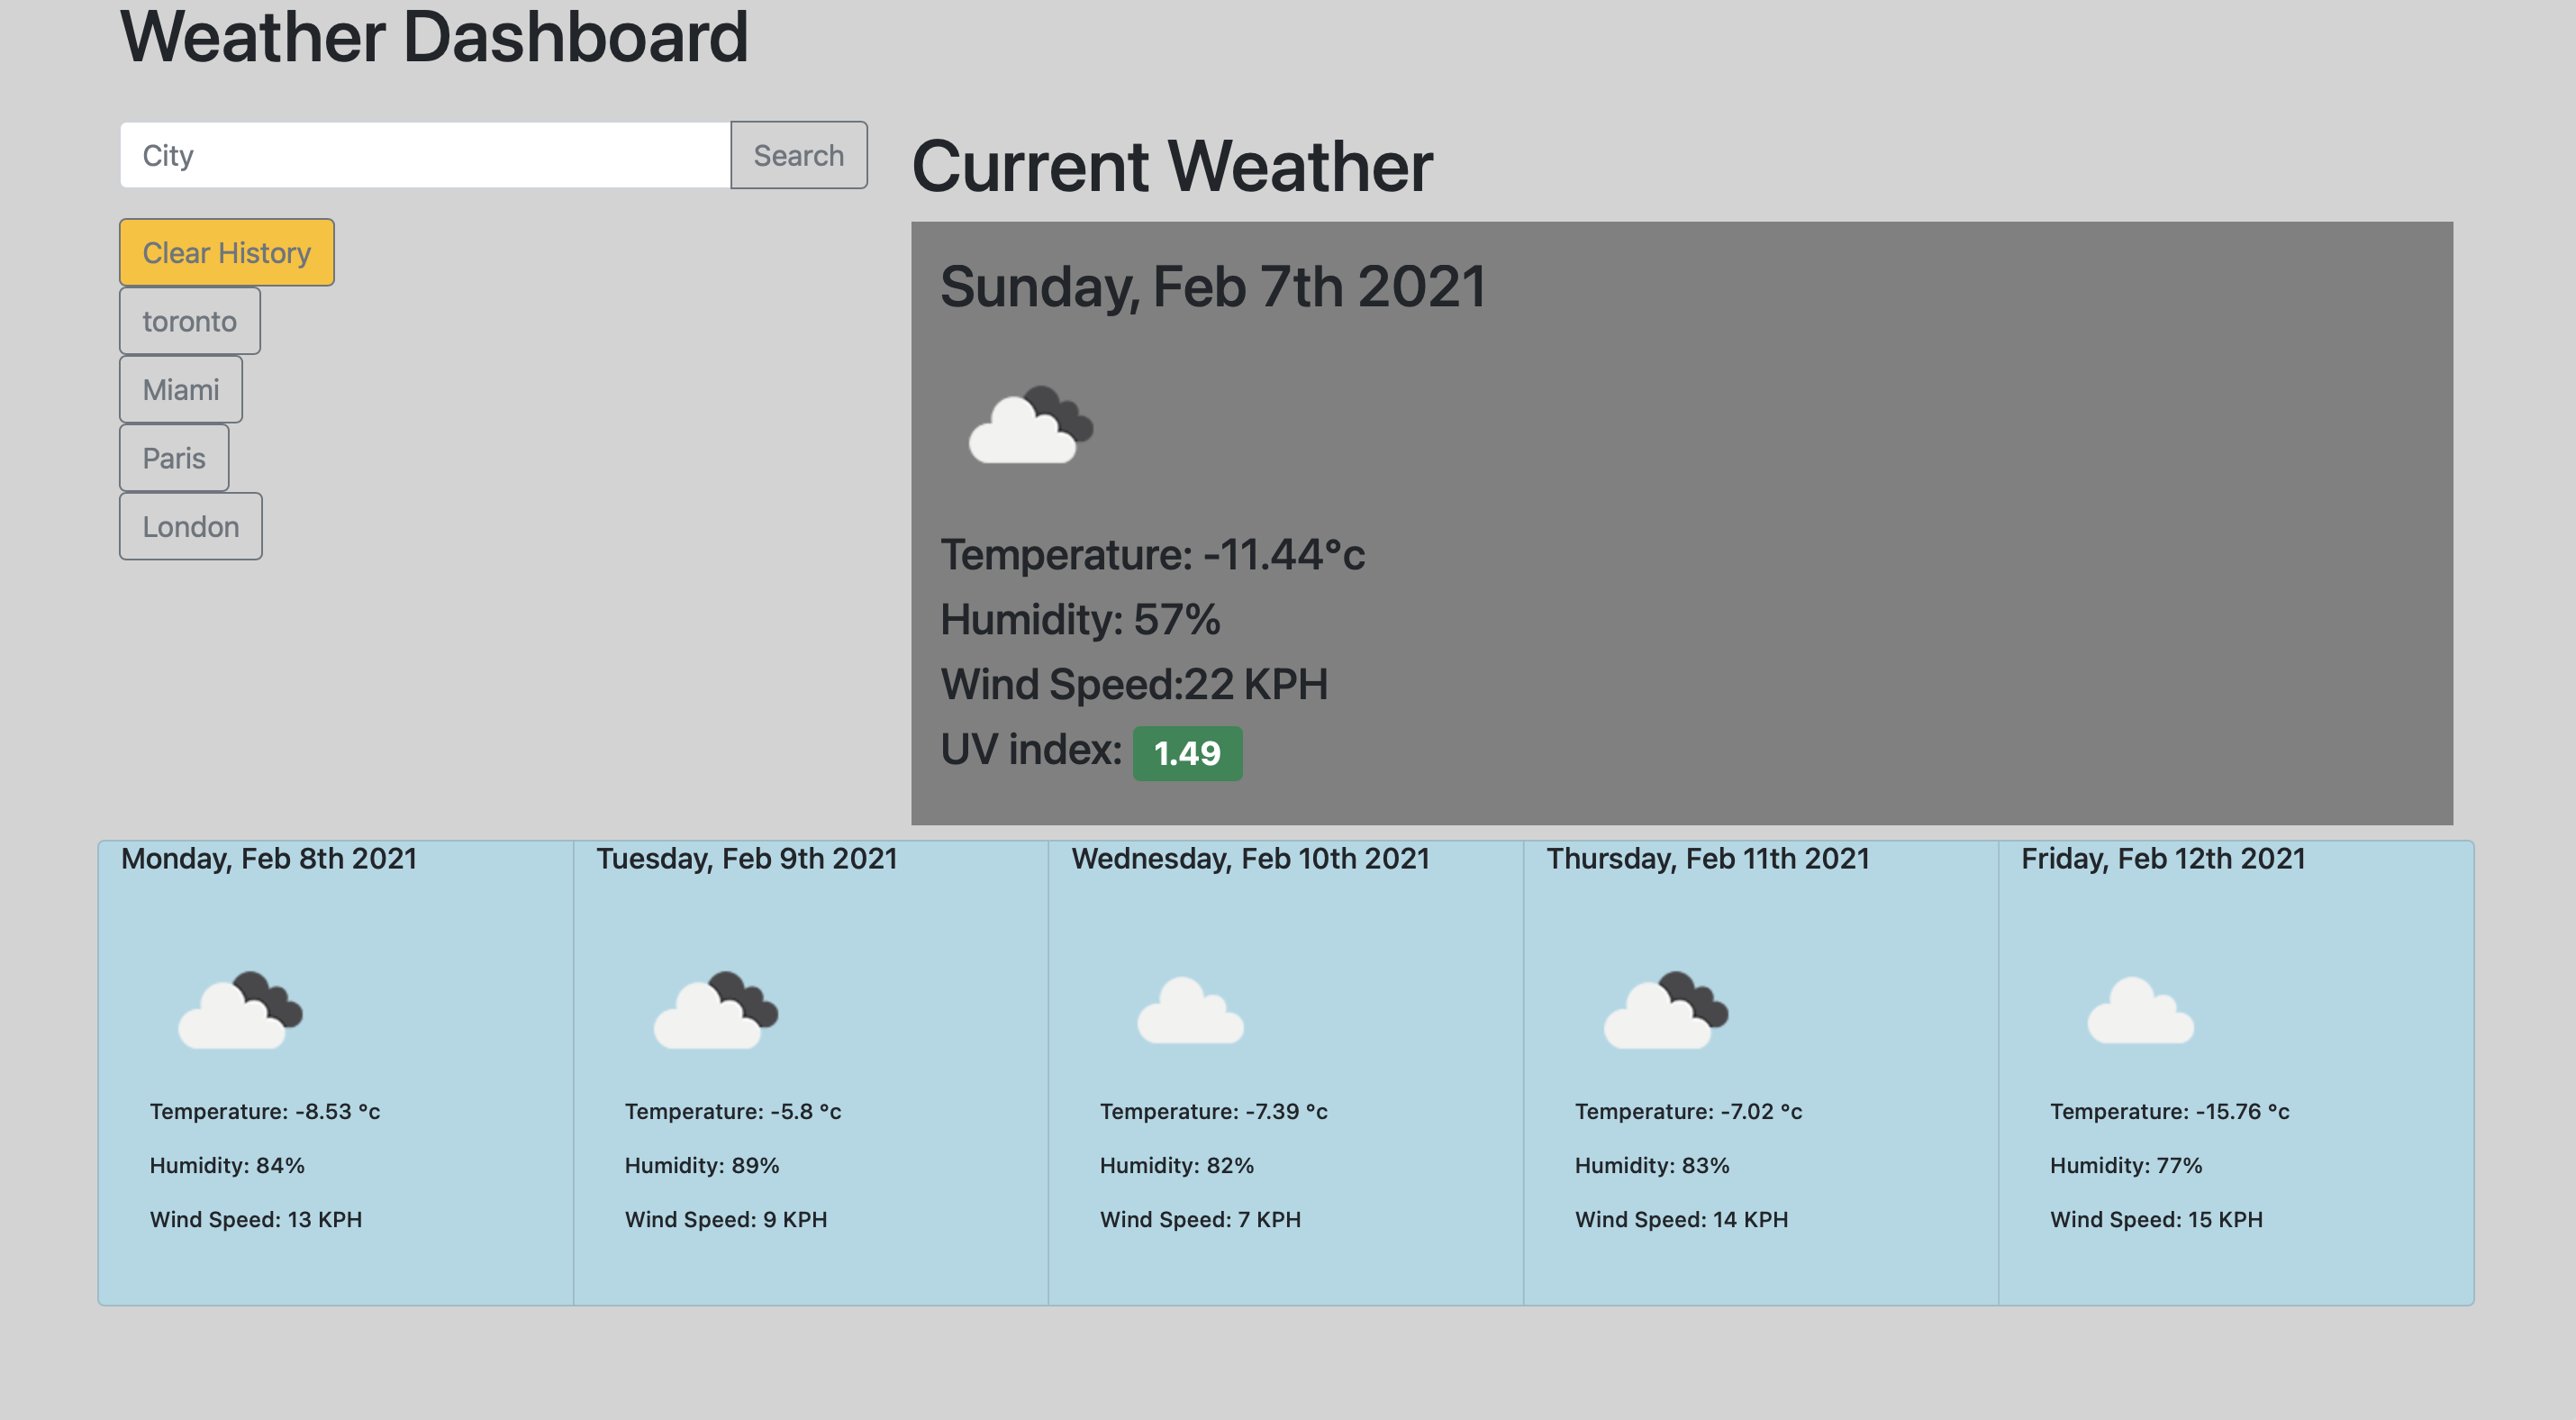 Weather Dashboard
City
Search
Clear History
toronto
Miami
Paris
London
Current Weather
Sunday, Feb 7th 2021
Temperature: -11.44°c
Humidity: 57%
Wind Speed:22 KPH
UV index: 1.49
Monday, Feb 8th 2021
Temperature: -8.53 °c
Humidity: 84%
Wind Speed: 13 KPH
Tuesday, Feb 9th 2021
Temperature: -5.8 °c
Humidity: 89%
Wind Speed: 9 KPH
Wednesday, Feb 10th 2021
Temperature: -7.39 °c
Humidity: 82%
Wind Speed: 7 KPH
Thursday, Feb 11th 2021
Temperature: -7.02 °c
Humidity: 83%
Wind Speed: 14 KPH
Friday, Feb 12th 2021
Temperature: -15.76 °c
Humidity: 77%
Wind Speed: 15 KPH